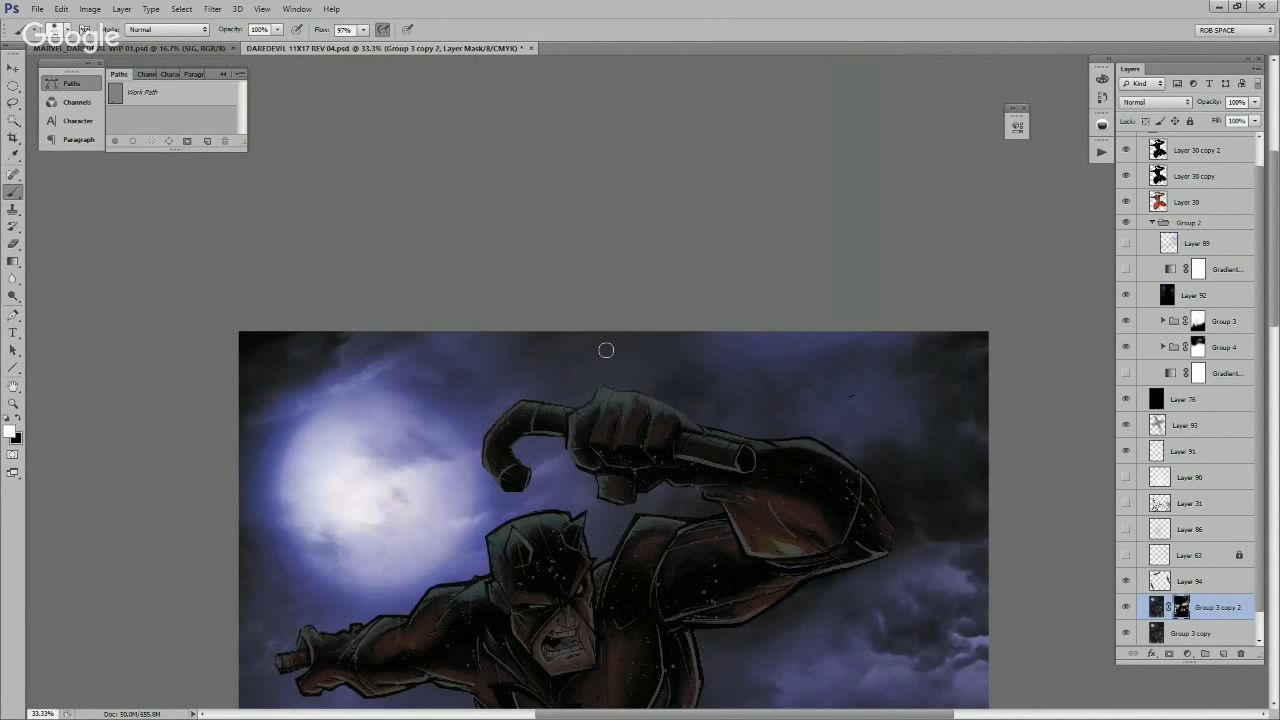 Ps File Edit Image Layer Type Select Filter 3D View Window Help
Mode: Normal Opacity: 100% Flow: 97% RGB SPACE
Google
MARVEL_DAREDEVIL WIP 01.psd @ 16.7% (SIG, RGB/8) × DAREDEVIL 11X17 REV 04.psd @ 33.3% (Group 3 copy 2, Layer Mask/8/CMYK) * ×
Paths
Channels
Character
Paragraph
Paths Chann Chara Paragr
Work Path
Layers
Kind
Normal Opacity: 100%
Lock: Fill: 100%
Layer 30 copy 2
Layer 30 copy
Layer 30
Group 2
Layer 89
Gradient...
Layer 92
Group 3
Group 4
Gradient...
Layer 76
Layer 93
Layer 91
Layer 90
Layer 31
Layer 86
Layer 63
Layer 94
Group 3 copy 2
Group 3 copy
fx
33.33% Doc: 50.0M/655.8M